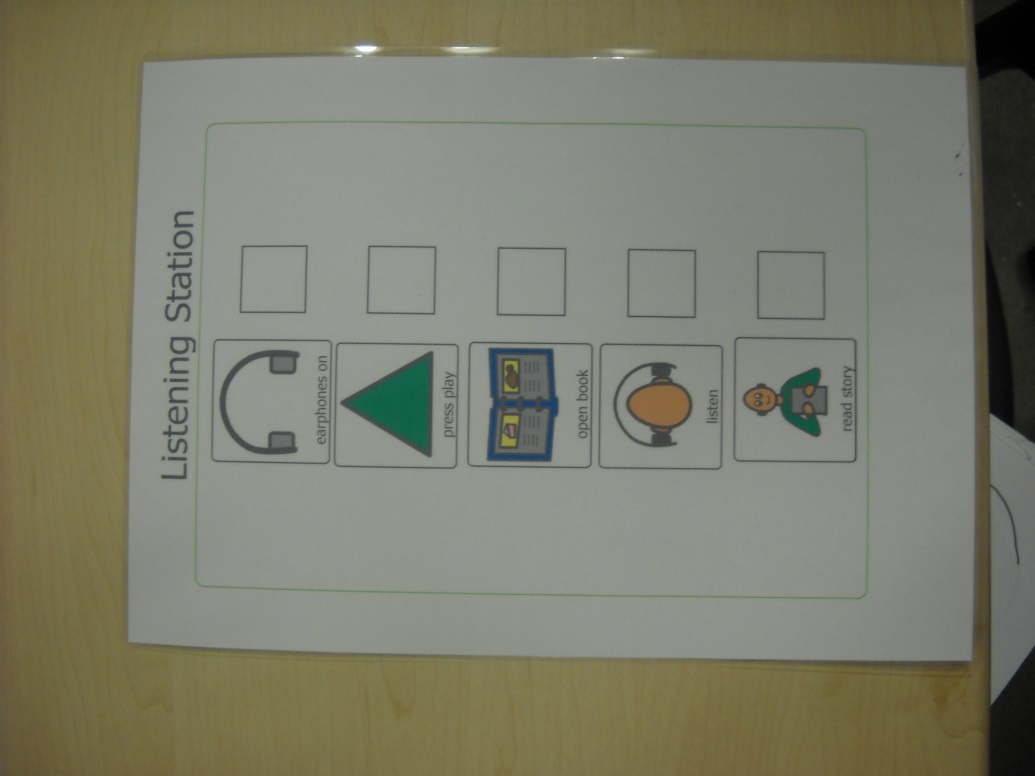 Listening Station
earphones on
press play
open book
listen
read story